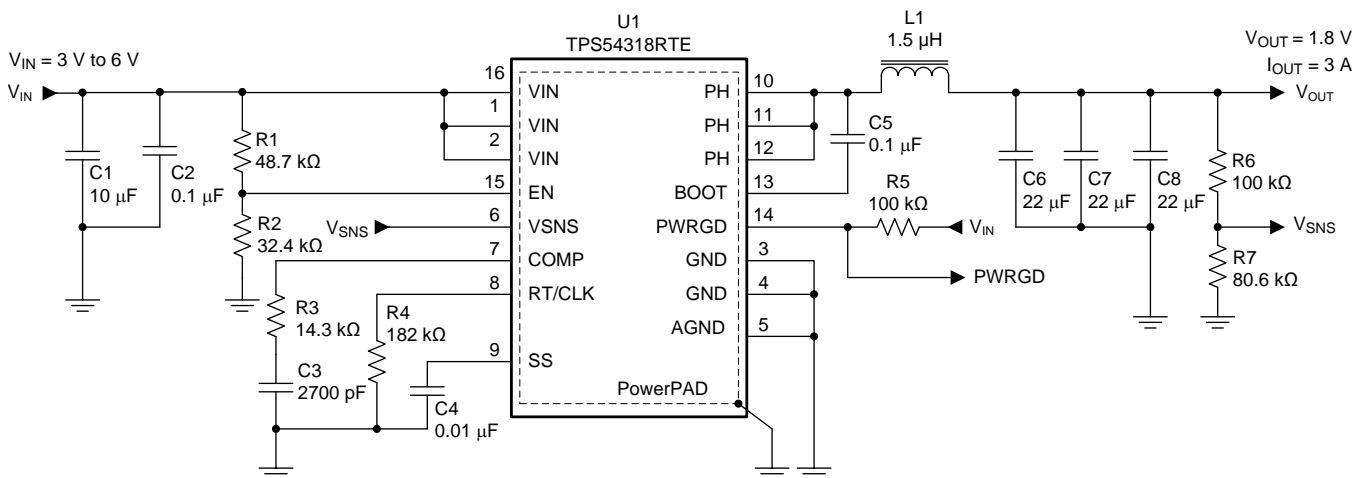 U1
TPS54318RTE
L1
1.5 µH
V_IN = 3 V to 6 V
V_IN
V_OUT = 1.8 V
I_OUT = 3 A
V_OUT
16
VIN
1
VIN
2
VIN
15
EN
6
VSNS
7
COMP
8
RT/CLK
9
SS
PH
10
PH
11
PH
12
BOOT
13
PWRGD
14
GND
3
GND
4
AGND
5
PowerPAD
C1
10 µF
C2
0.1 µF
R1
48.7 kΩ
R2
32.4 kΩ
V_SNS
R3
14.3 kΩ
C3
2700 pF
R4
182 kΩ
C4
0.01 µF
C5
0.1 µF
R5
100 kΩ
V_IN
PWRGD
C6
22 µF
C7
22 µF
C8
22 µF
R6
100 kΩ
V_SNS
R7
80.6 kΩ